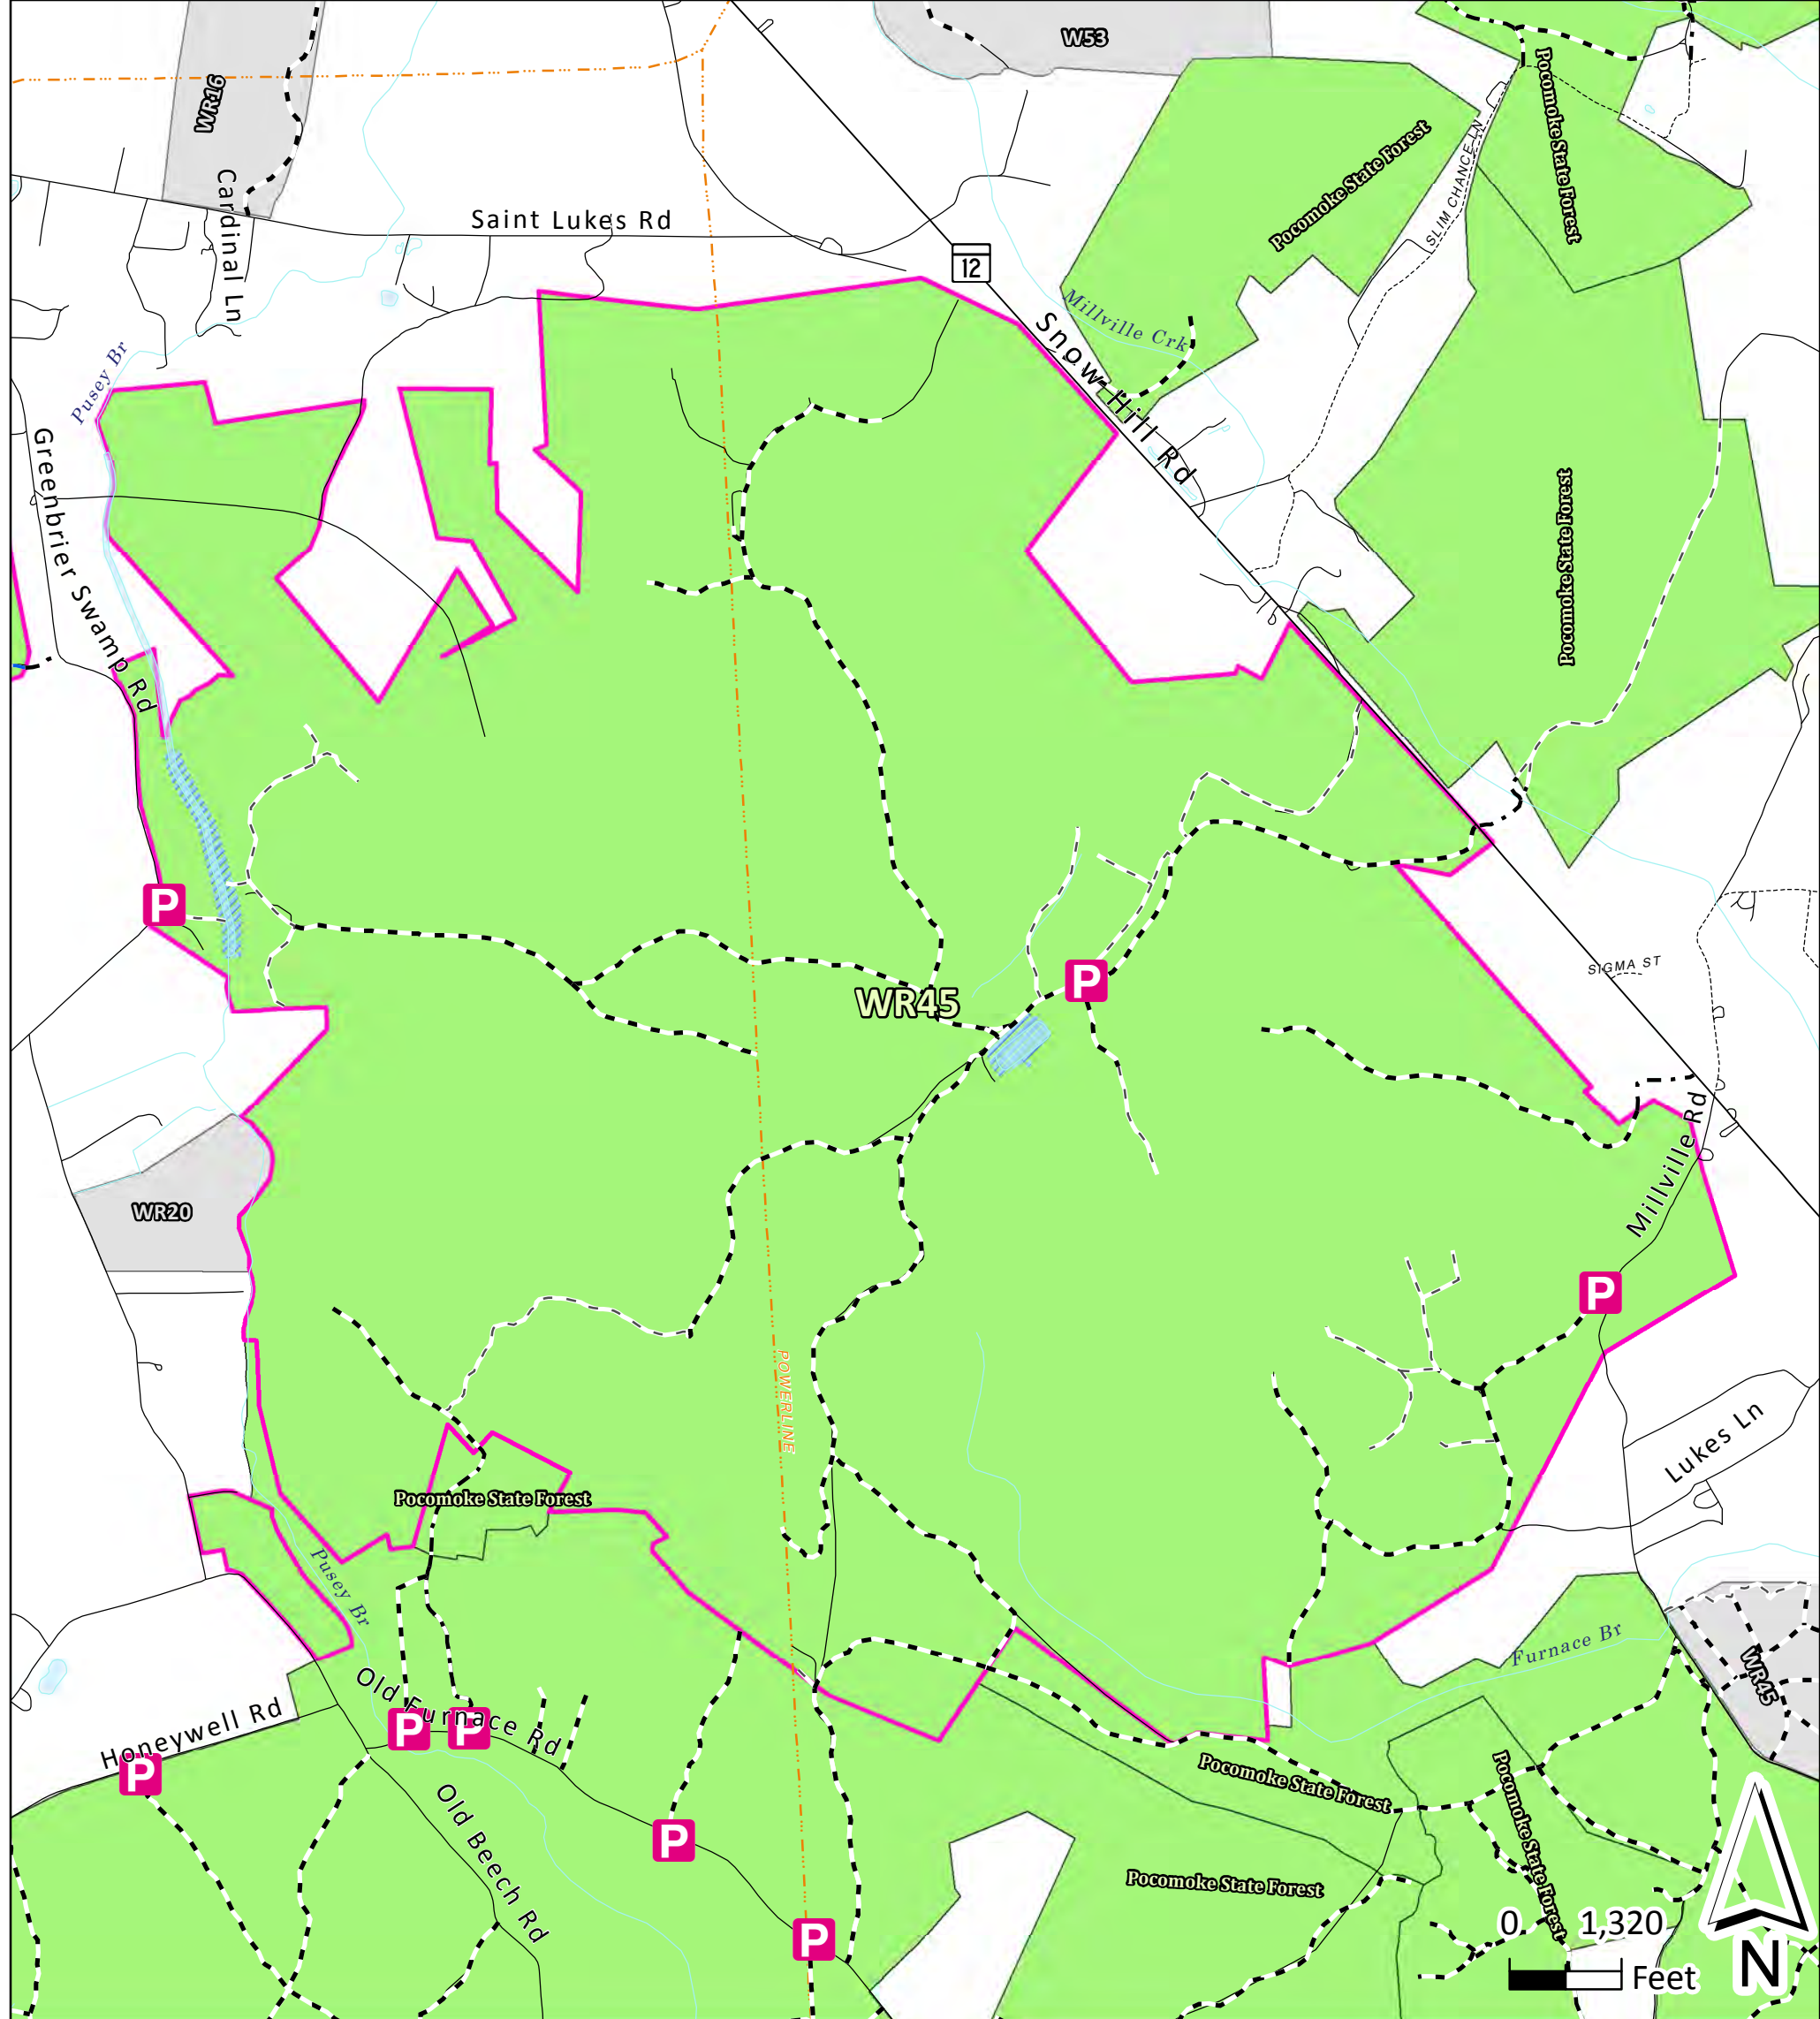 W53
WR16
Pocomoke State Forest
Pocomoke State Forest
SLIM CHANCE LN
Cardinal Ln
Saint Lukes Rd
12
Millville Crk
Snow Hill Rd
Pusey Br
Greenbrier Swamp Rd
Pocomoke State Forest
P
P
WR45
SIGMA ST
Millville Rd
WR20
P
POWERLINE
Lukes Ln
Pocomoke State Forest
Pusey Br
Furnace Br
WR45
Old Furnace Rd
Honeywell Rd
P
P
P
Pocomoke State Forest
Pocomoke State Forest
Old Beech Rd
P
Pocomoke State Forest
P
0 1,320
Feet
N